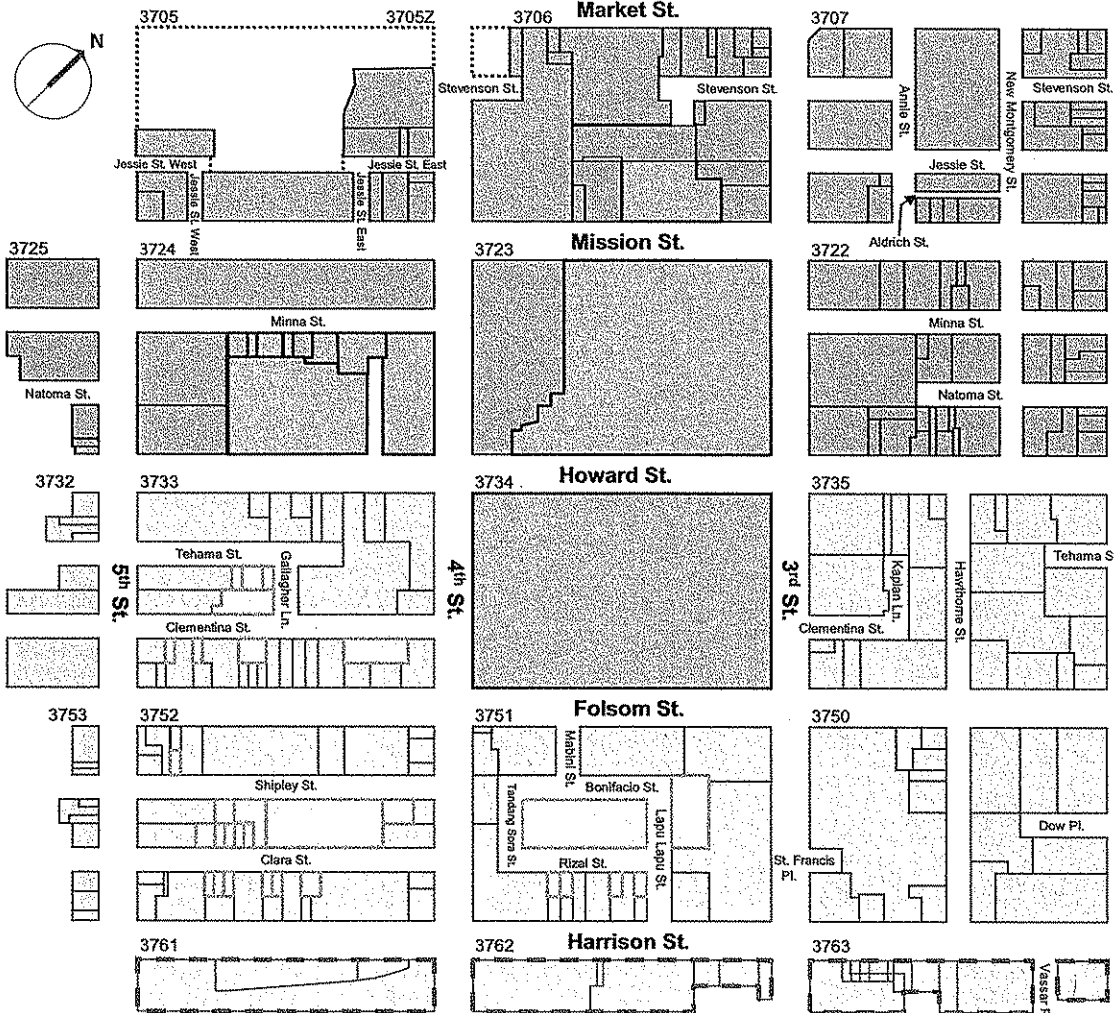 Market St.
3705
3705Z
3706
3707
N
Stevenson St.
Stevenson St.
Stevenson St.
Annie St.
New Montgomery St.
Jessie St. West
Jessie St. East
Jessie St.
Jessie St. West
Jessie St. East
Aldrich St.
Mission St.
3725
3724
3723
3722
Minna St.
Minna St.
Natoma St.
Natoma St.
Howard St.
3732
3733
3734
3735
Tehama St.
Tehama S
5th St.
Gallagher Ln.
4th St.
3rd St.
Kaplan Ln.
Hawthorne St.
Clementina St.
Clementina St.
Folsom St.
3753
3752
3751
3750
Mabini St.
Shipley St.
Bonifacio St.
Tandang Sora St.
Lapu Lapu St.
Dow Pl.
Clara St.
Rizal St.
St. Francis
Pl.
Harrison St.
3761
3762
3763
Vassar P